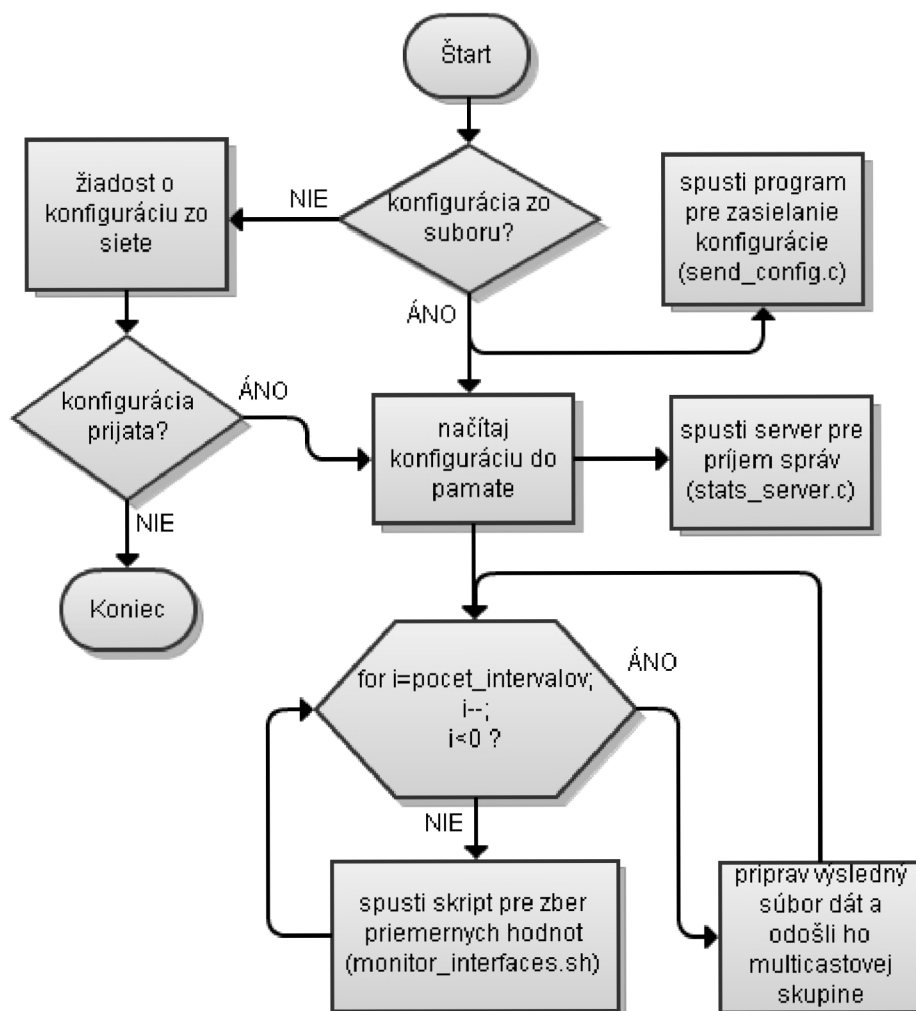 Štart
žiadost o
konfiguráciu zo
siete
NIE
konfigurácia zo
suboru?
spusti program
pre zasielanie
konfigurácie
(send_config.c)
ÁNO
konfigurácia
prijata?
ÁNO
načítaj
konfiguráciu do
pamate
spusti server pre
príjem správ
(stats_server.c)
NIE
Koniec
for i=pocet_intervalov;
i--;
i<0 ?
ÁNO
NIE
spusti skript pre zber
priemernych hodnot
(monitor_interfaces.sh)
priprav výsledný
súbor dát a
odošli ho
multicastovej
skupine